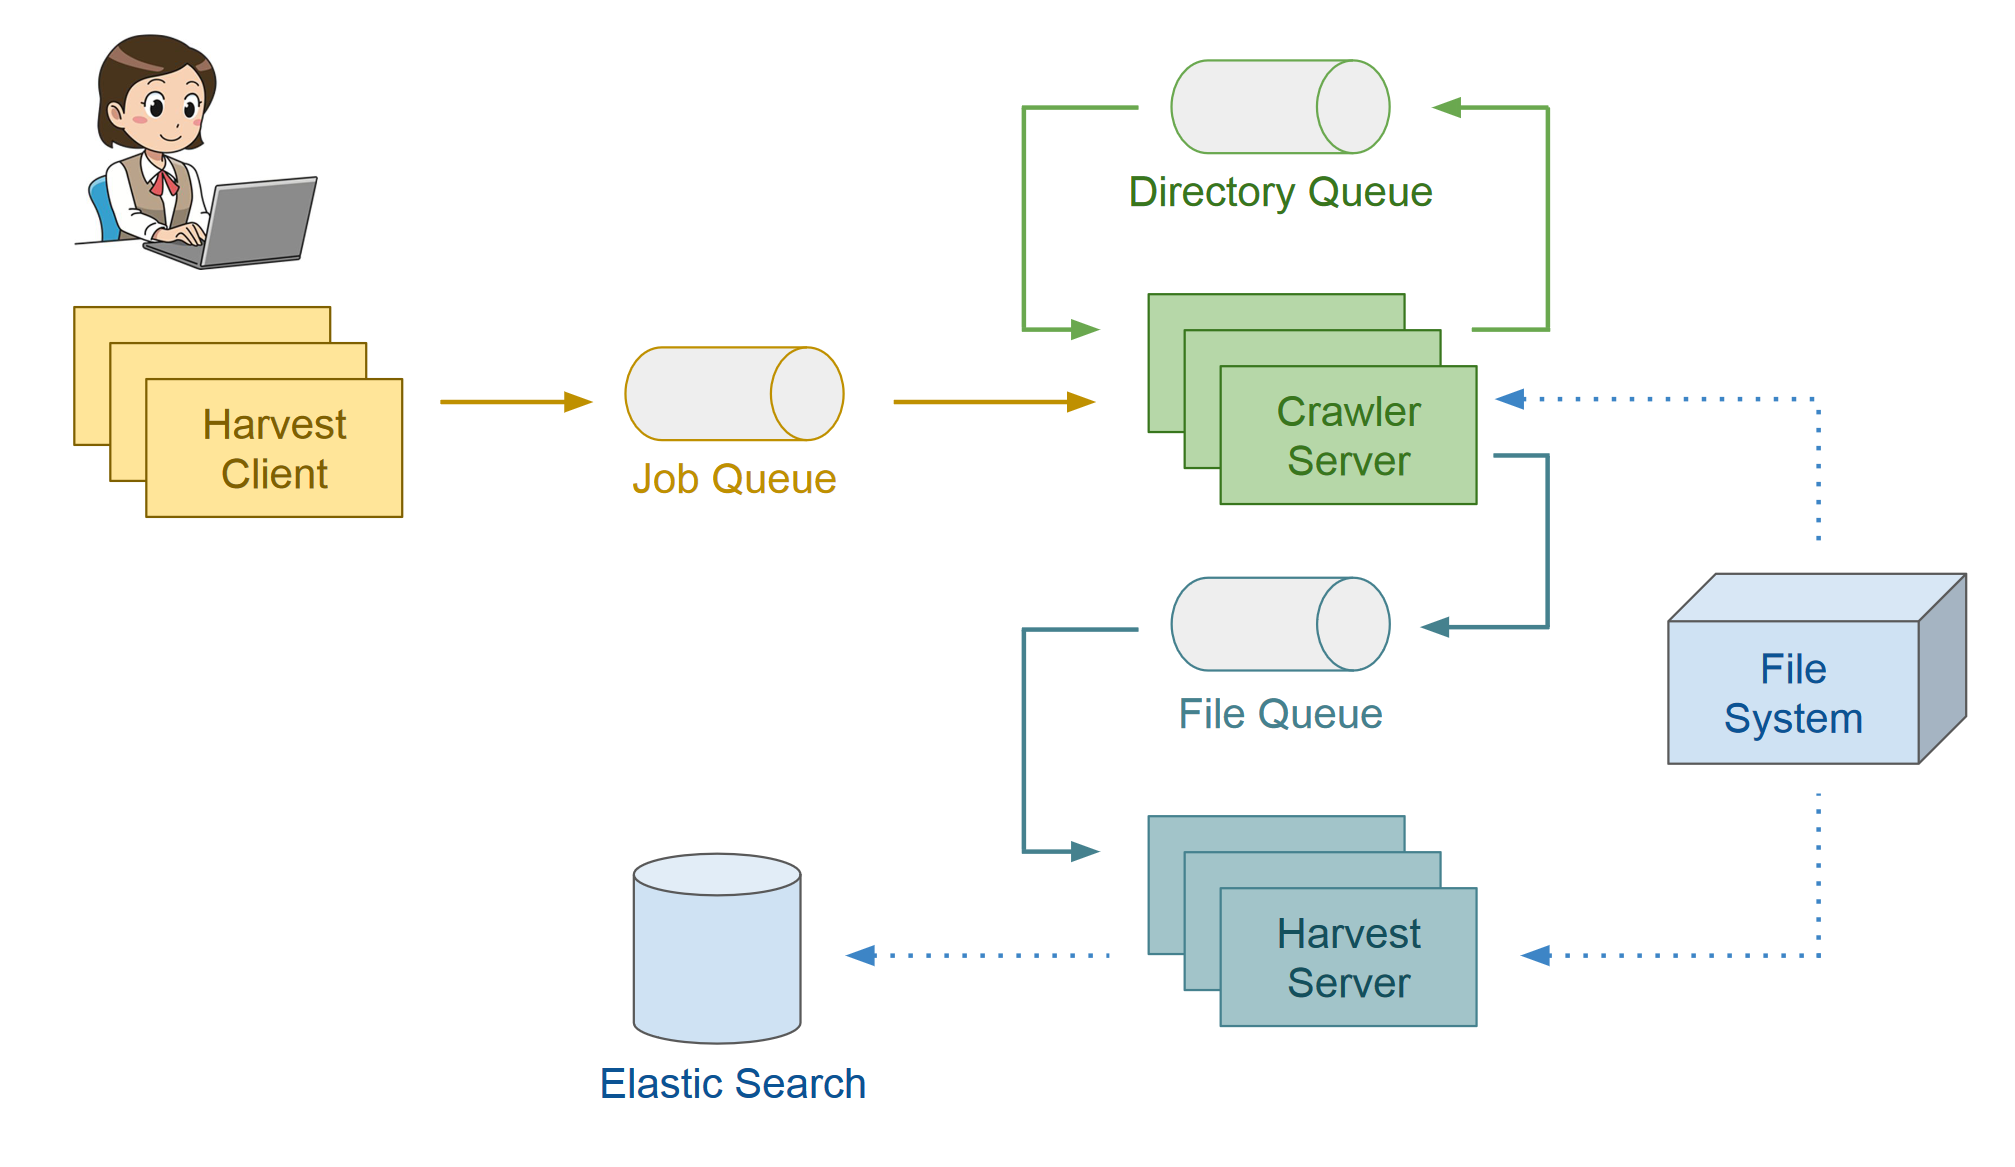 Directory Queue
Harvest
Client
Job Queue
Crawler
Server
File Queue
File
System
Harvest
Server
Elastic Search